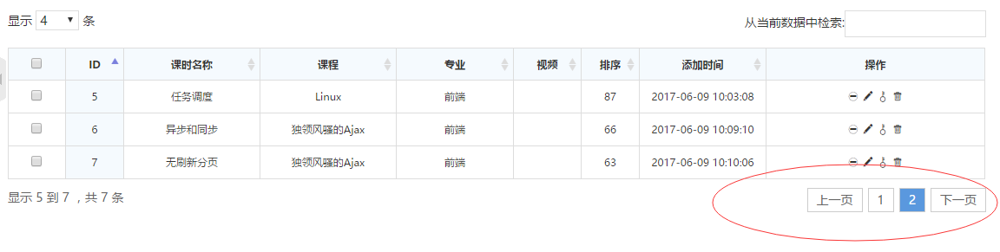 显示 4 条 从当前数据中检索:
ID 课时名称 课程 专业 视频 排序 添加时间 操作
5 任务调度 Linux 前端 87 2017-06-09 10:03:08
6 异步和同步 独领风骚的Ajax 前端 66 2017-06-09 10:09:10
7 无刷新分页 独领风骚的Ajax 前端 63 2017-06-09 10:10:06
显示 5 到 7 ，共 7 条 上一页 1 2 下一页